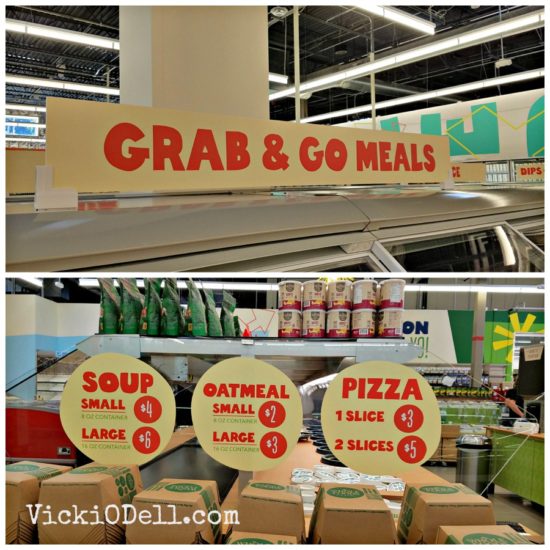 GRAB & GO MEALS
DIPS
ON
SOUP
SMALL $4
8 OZ CONTAINER
LARGE $6
16 OZ CONTAINER
OATMEAL
SMALL $2
8 OZ CONTAINER
LARGE $3
16 OZ CONTAINER
PIZZA
1 SLICE $3
2 SLICES $5
VickiODell.com